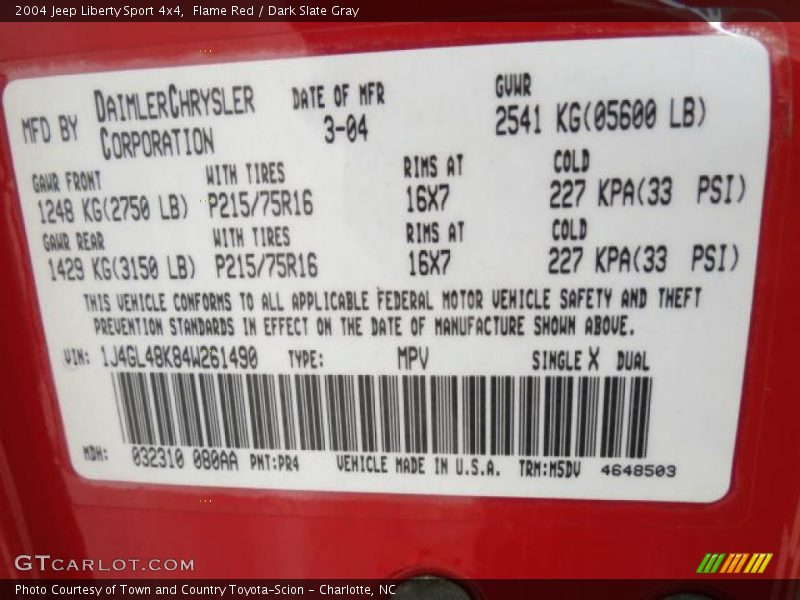 2004 Jeep Liberty Sport 4x4,  Flame Red / Dark Slate Gray
MFD BY DAIMLERCHRYSLER CORPORATION
DATE OF MFR 3-04
GVWR 2541 KG(05600 LB)
GAWR FRONT WITH TIRES RIMS AT COLD
1248 KG(2750 LB) P215/75R16 16X7 227 KPA(33 PSI)
GAWR REAR WITH TIRES RIMS AT COLD
1429 KG(3150 LB) P215/75R16 16X7 227 KPA(33 PSI)
THIS VEHICLE CONFORMS TO ALL APPLICABLE FEDERAL MOTOR VEHICLE SAFETY AND THEFT
PREVENTION STANDARDS IN EFFECT ON THE DATE OF MANUFACTURE SHOWN ABOVE.
VIN: 1J4GL48K84W261490 TYPE: MPV SINGLE X DUAL
MDH: 032310 080AA PNT:PR4 VEHICLE MADE IN U.S.A. TRM:M5DV 4648503
GTCARLOT.COM
Photo Courtesy of Town and Country Toyota-Scion - Charlotte, NC